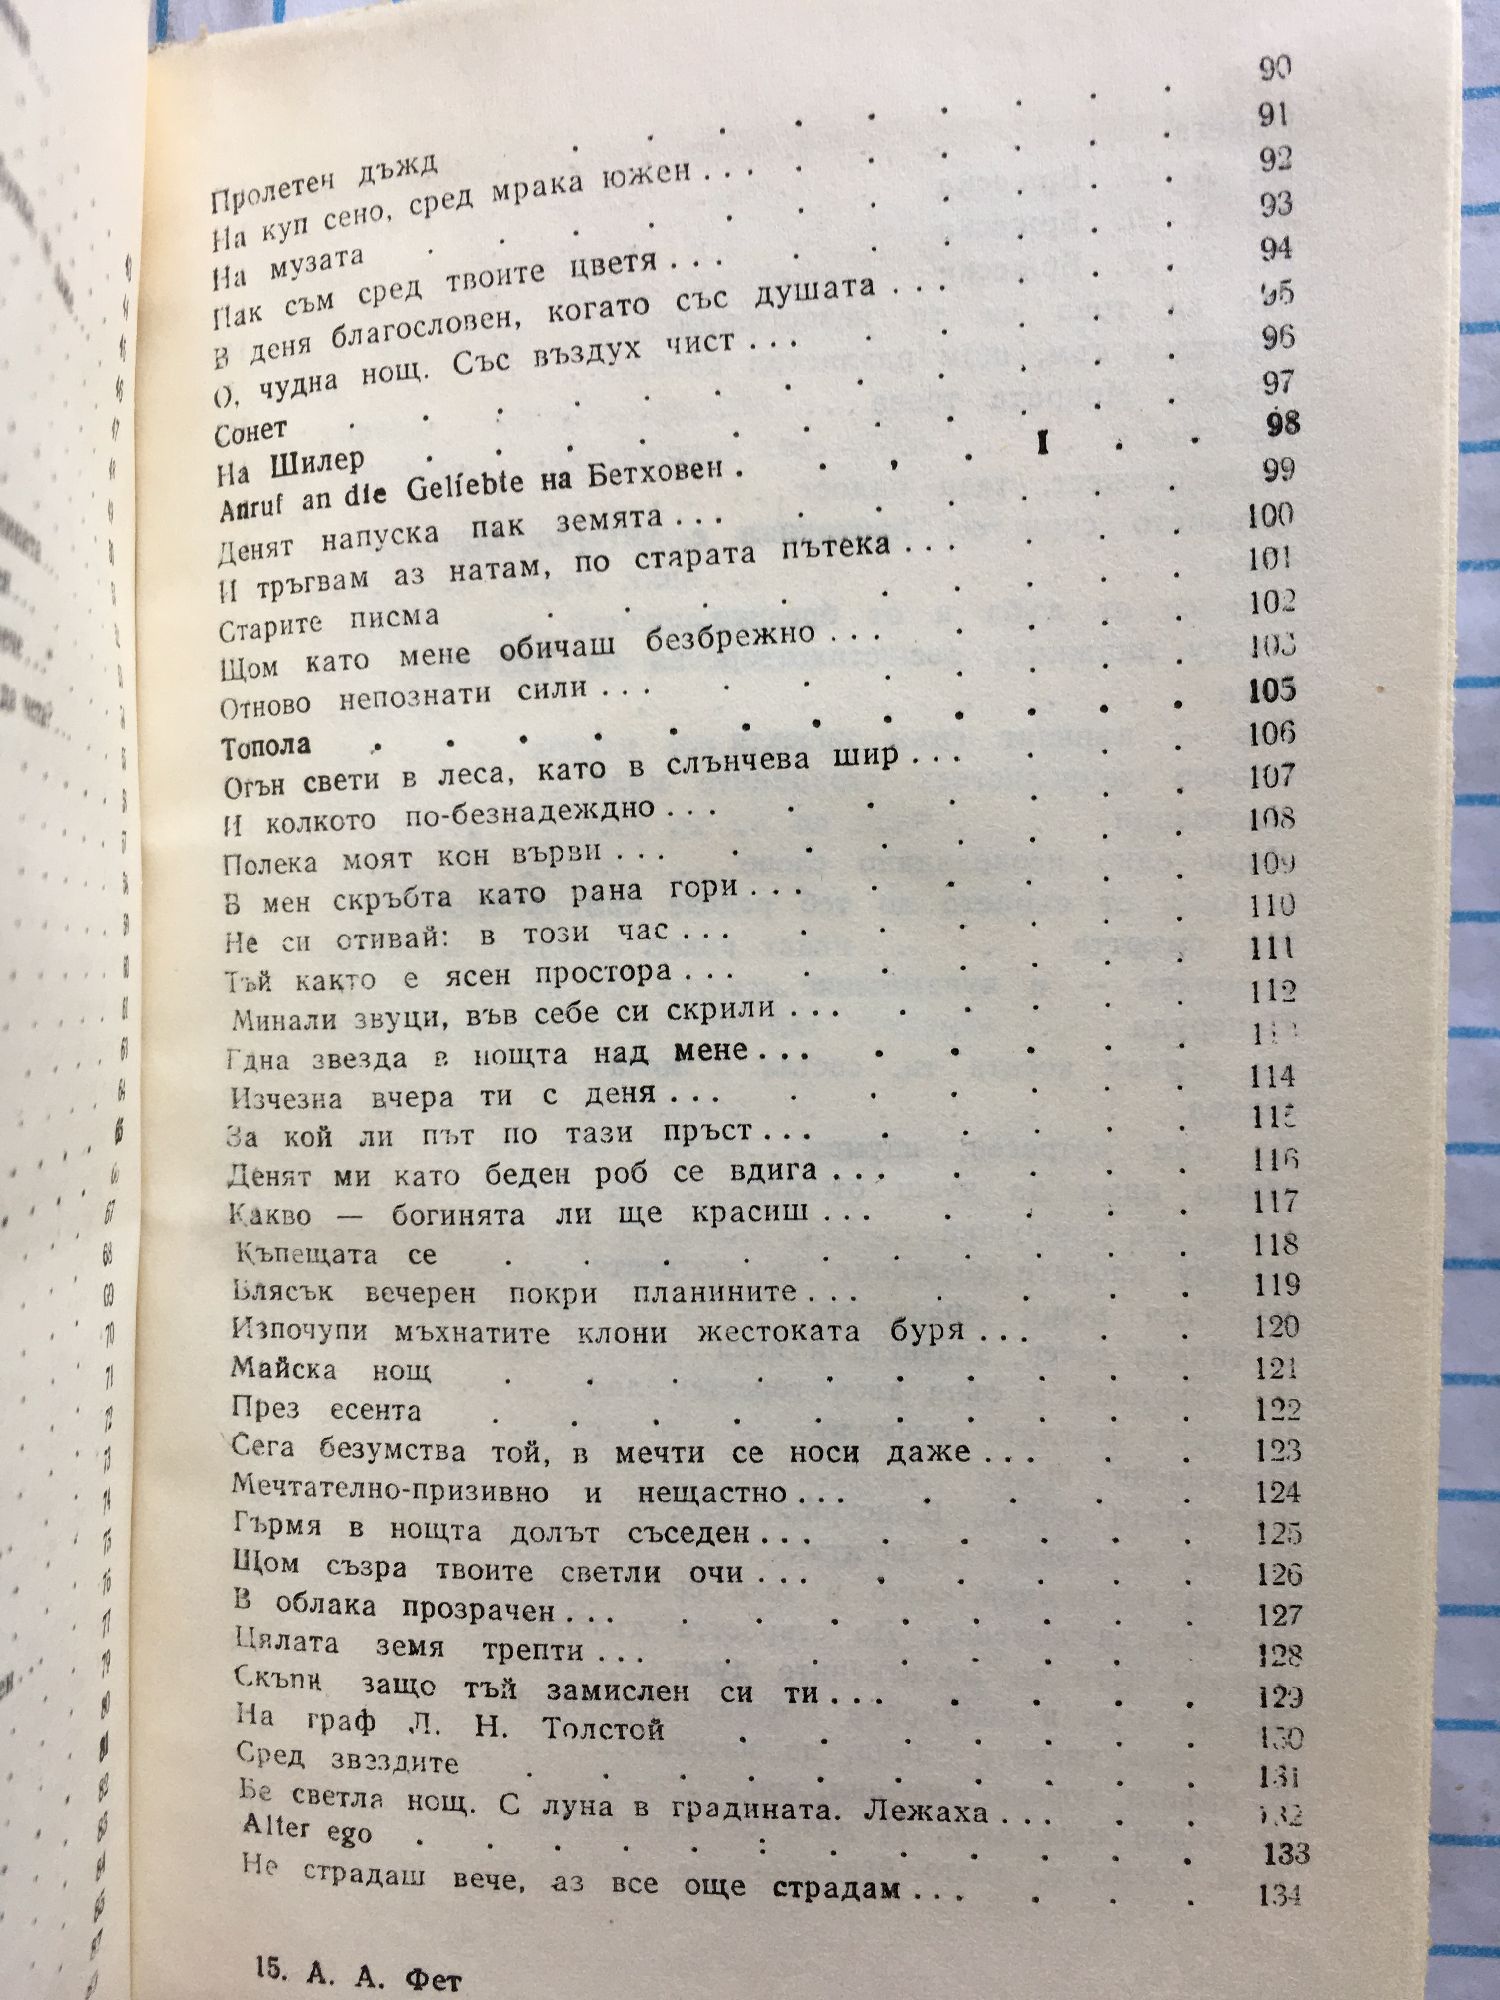 Пролетен дъжд . . . . . . . . . 90
На куп сено, сред мрака южен . . . . . . . . . 91
На музата . . . . . . . . . . . 92
Пак съм сред твоите цветя . . . . . . . . . 93
В деня благословен, когато със душата . . . . . . 94
О, чудна нощ. Със въздух чист . . . . . . . . 95
Сонет . . . . . . . . . . . 96
На Шилер . . . . . . . . . . . 97
Anruf an die Geliebte на Бетховен . . . . . . . 98
Денят напуска пак земята . . . . . . . . . 99
И тръгвам аз натам, по старата пътека . . . . . . 100
Старите писма . . . . . . . . . 101
Щом като мене обичаш безбрежно . . . . . . . 102
Отново непознати сили . . . . . . . . . . 103
Топола . . . . . . . . . . . . 105
Огън свети в леса, като в слънчева шир . . . . . . 106
И колкото по-безнадеждно . . . . . . . . . 107
Полека моят кон върви . . . . . . . . . . 108
В мен скръбта като рана гори . . . . . . . . 109
Не си отивай: в този час . . . . . . . . . 110
Тъй както е ясен простора . . . . . . . . 111
Минали звуци, във себе си скрили . . . . . . . 112
Една звезда в нощта над мене . . . . . . . . 113
Изчезна вчера ти с деня . . . . . . . . . 114
За кой ли път по тази пръст . . . . . . . . 115
Денят ми като беден роб се вдига . . . . . . . 116
Какво — богинята ли ще красиш . . . . . . . 117
Къпещата се . . . . . . . . . . 118
Блясък вечерен покри планините . . . . . . . . 119
Изпочупи мъхнатите клони жестоката буря . . . . . 120
Майска нощ . . . . . . . . . . 121
През есента . . . . . . . . . . 122
Сега безумства той, в мечти се носи даже . . . . . 123
Мечтателно-призивно и нещастно . . . . . . . 124
Гърмя в нощта долът съседен . . . . . . . . 125
Щом съзра твоите светли очи . . . . . . . . 126
В облака прозрачен . . . . . . . . . . . 127
Цялата земя трепти . . . . . . . . . . 128
Скъпи защо тъй замислен си ти . . . . . . . . 129
На граф Л. Н. Толстой . . . . . . . 130
Сред звездите . . . . . . . . . 131
Бе светла нощ. С луна в градината. Лежаха . . . . . 132
Alter ego . . . . : . . . . . . 133
Не страдаш вече, аз все още страдам . . . . . . 134
15. А. А. Фет